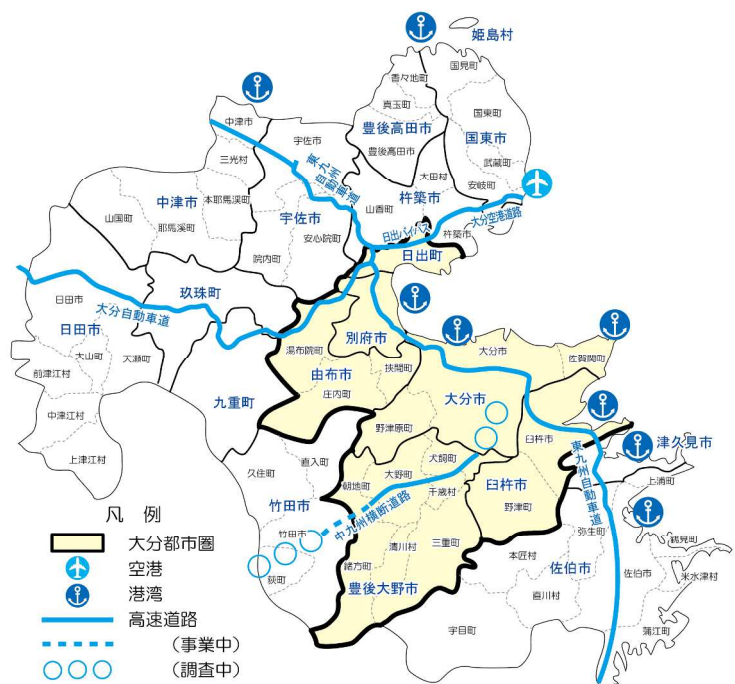 姫島村
国見町
香々地町
真玉町
豊後高田市
豊後高田市
国東町
国東市
武蔵町
安岐町
大田村
杵築市
山香町
杵築市
大分空港道路
日出バイパス
日出町
中津市
三光村
中津市
本耶馬渓町
耶馬溪町
山国町
宇佐市
東九州自動車道
宇佐市
院内町
安心院町
玖珠町
日田市
大分自動車道
日田市
大山町
大瀬町
前津江村
中津江村
上津江村
九重町
別府市
湯布院町
由布市
挾間町
庄内町
大分市
佐賀関町
大分市
野津原町
臼杵市
臼杵市
野津町
津久見市
東九州自動車道
上浦町
弥生町
鶴見町
佐伯市
佐伯市
米水津村
本匠村
直川村
蒲江町
宇目町
久住町
直入町
竹田市
竹田市
荻町
朝地町
大野町
犬飼町
千歳村
中九州横断道路
清川村
三重町
緒方町
豊後大野市
凡 例
大分都市圏
空港
港湾
高速道路
(事業中)
(調査中)